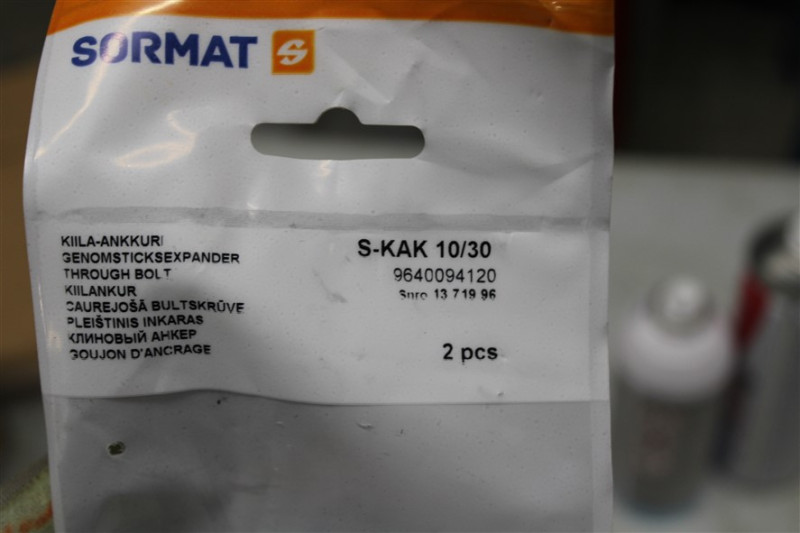 SORMAT S
KIILA-ANKKURI
GENOMSTICKSEXPANDER
THROUGH BOLT
KIILANKUR
CAUREJOŠĀ BULTSKRŪVE
PLEIŠTINIS INKARAS
КЛИНОВЫЙ АНКЕР
GOUJON D'ANCRAGE
S-KAK 10/30
9640094120
Snro 13 719 96
2 pcs